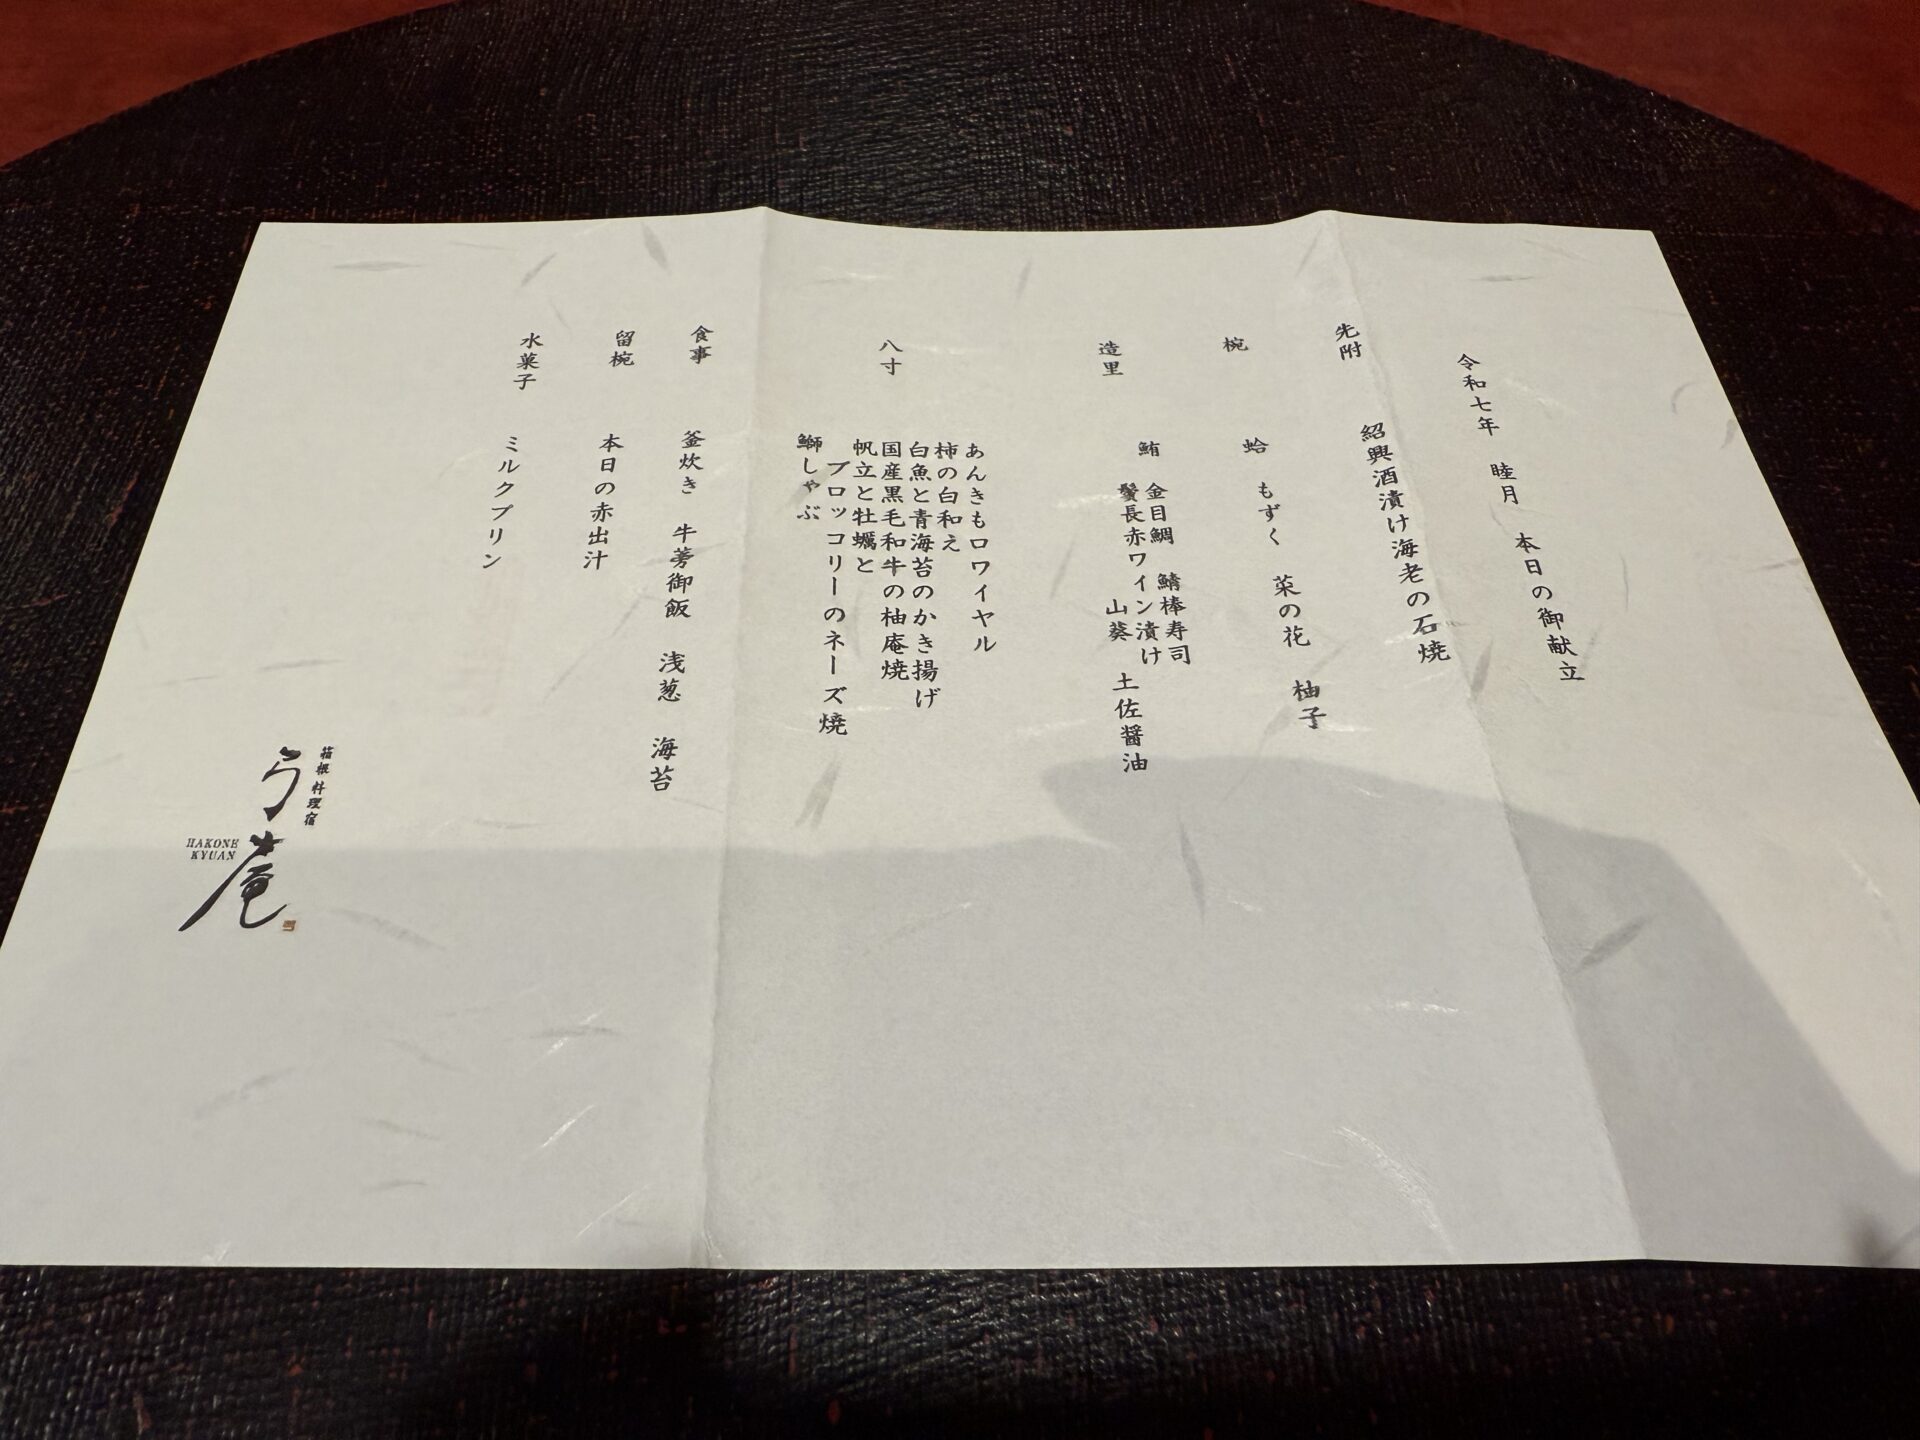 令和七年 睦月 本日の御献立
先附 紹興酒漬け海老の石焼
椀 蛤 もずく 菜の花 柚子
造里 鮪 金目鯛 鯖棒寿司
鬢長赤ワイン漬け
山葵 土佐醤油
八寸 あんきもロワイヤル
柿の白和え
白魚と青海苔のかき揚げ
国産黒毛和牛の柚庵焼
帆立と牡蠣と
ブロッコリーのネーズ焼
鰤しゃぶ
食事 釜炊き 牛蒡御飯 浅葱 海苔
留椀 本日の赤出汁
水菓子 ミルクプリン
箱根 料理宿
弓庵
HAKONE
KYUAN